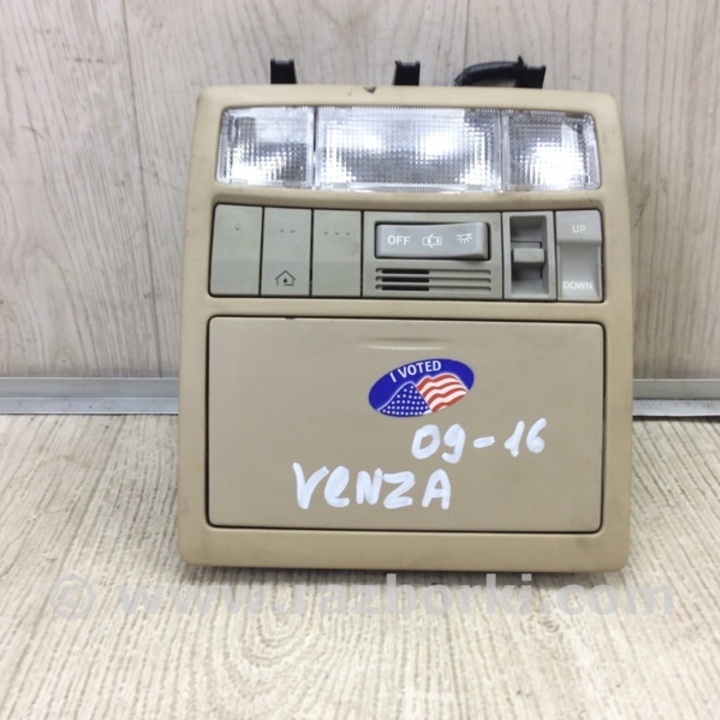 OFF
UP
DOWN
I VOTED
09-16
VENZA
© www.razborki.com